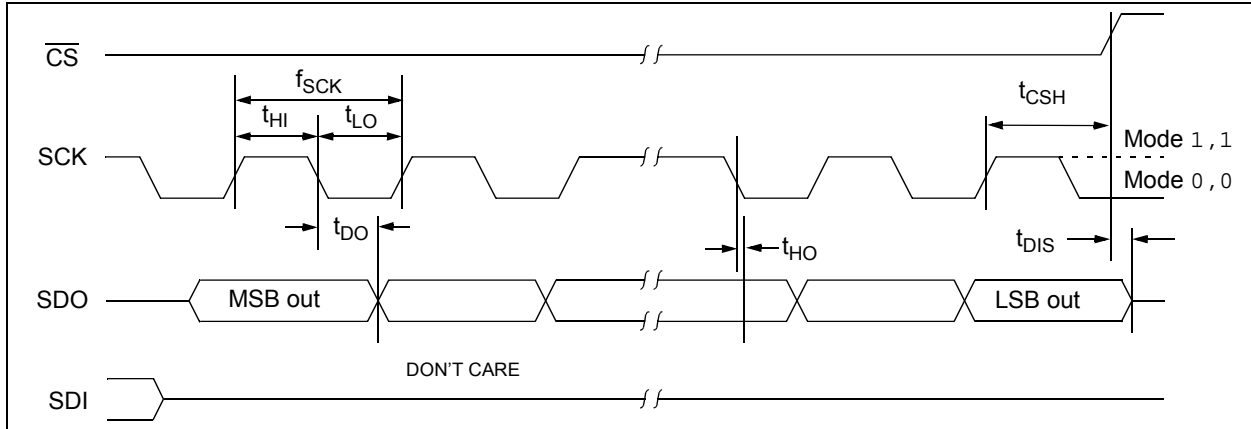 CS
fSCK
tHI
tLO
tCSH
SCK
Mode 1,1
Mode 0,0
tDO
tHO
tDIS
SDO
MSB out
LSB out
DON'T CARE
SDI